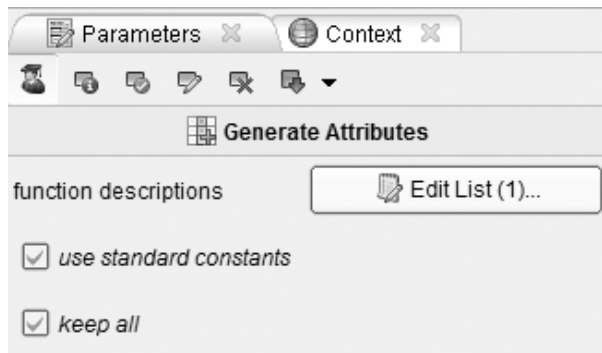 Parameters Context
Generate Attributes
function descriptions Edit List (1)...
use standard constants
keep all